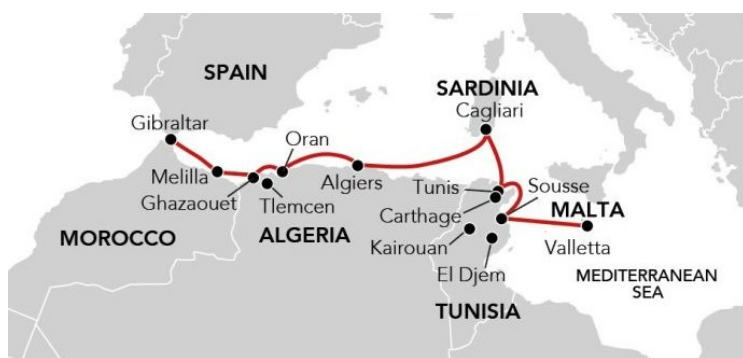 SPAIN
SARDINIA
Cagliari
Gibraltar
Oran
Melilla
Ghazaouet
Tlemcen
Algiers
Tunis
Sousse
Carthage
MALTA
MOROCCO
ALGERIA
Kairouan
Valletta
El Djem
MEDITERRANEAN
SEA
TUNISIA